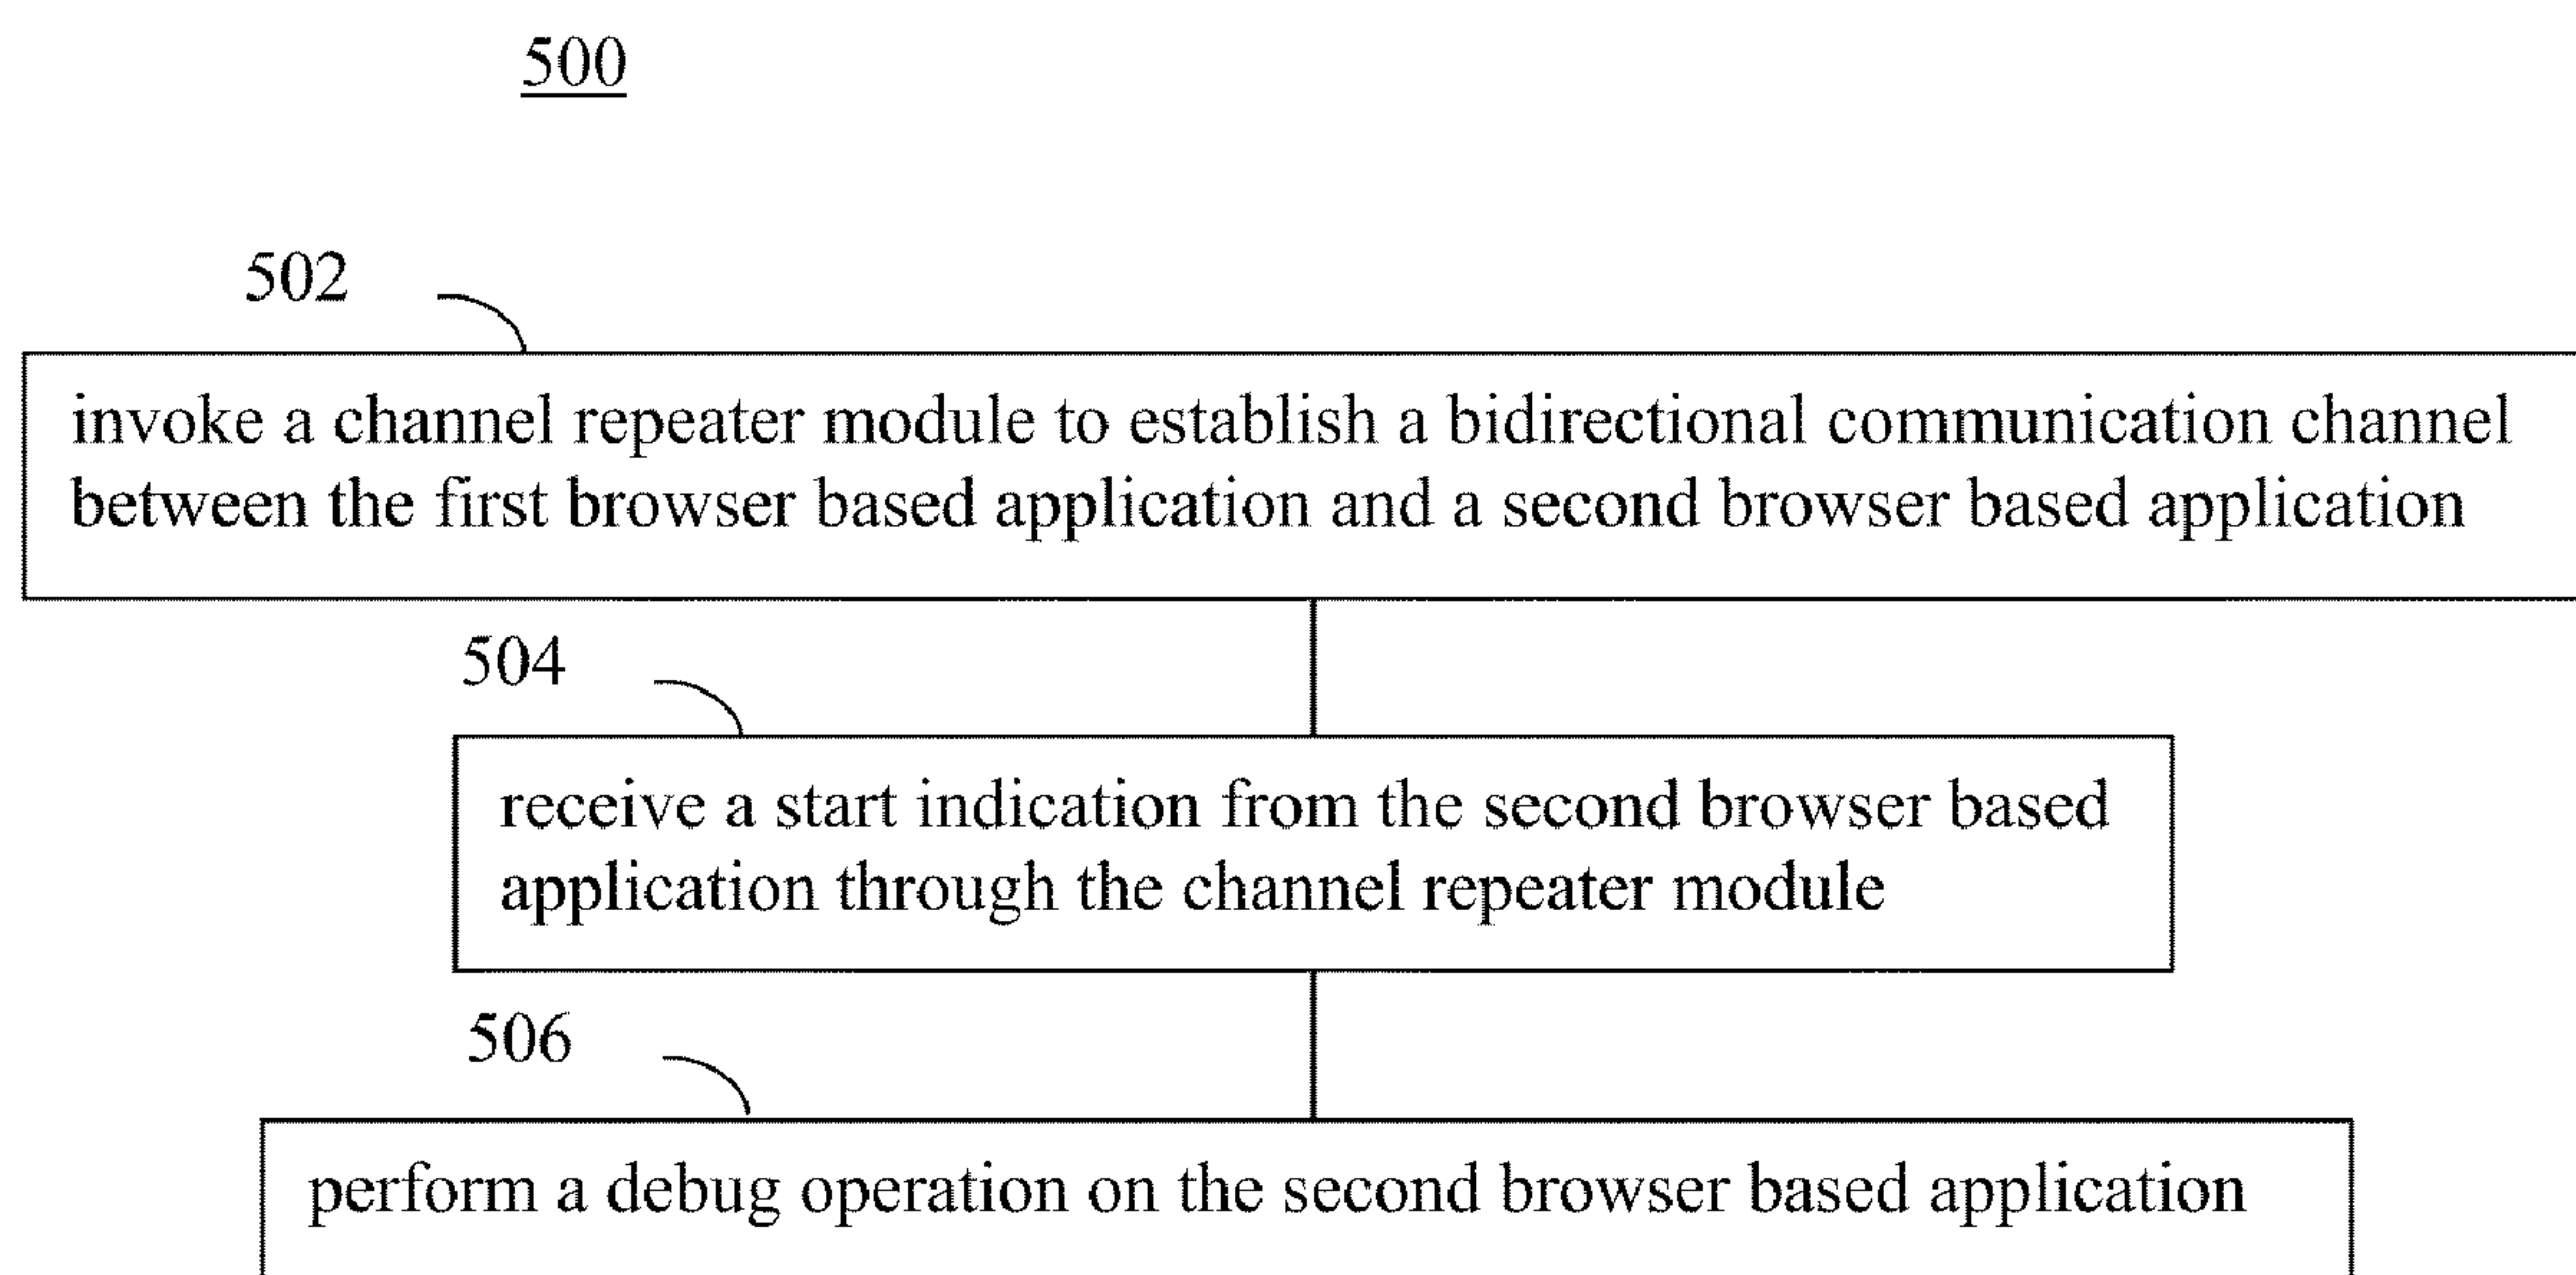 500
502
invoke a channel repeater module to establish a bidirectional communication channel
between the first browser based application and a second browser based application
504
receive a start indication from the second browser based
application through the channel repeater module
506
perform a debug operation on the second browser based application